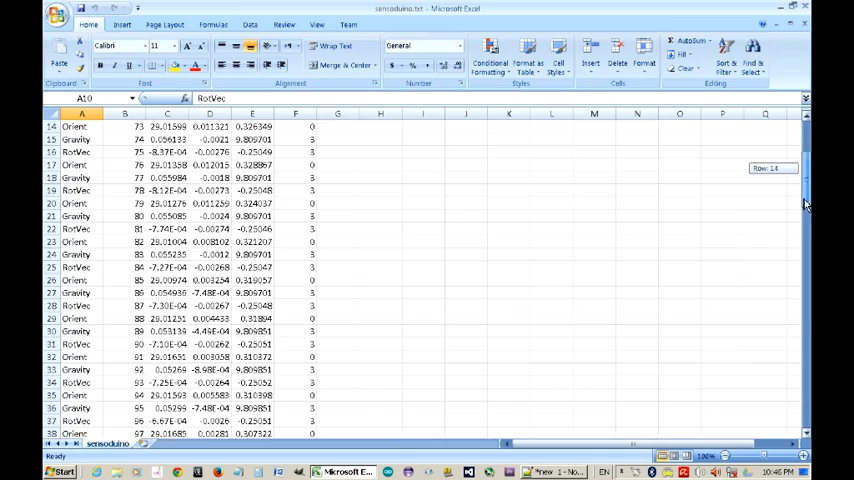 sensoduino.txt - Microsoft Excel
Home Insert Page Layout Formulas Data Review View Team
Paste
Calibri 11
Wrap Text
Merge & Center
General
Conditional Formatting
Format as Table
Cell Styles
Insert Delete Format
AutoSum
Fill
Clear
Sort & Filter
Find & Select
Clipboard Font Alignment Number Styles Cells Editing
A10 fx RotVec
A B C D E F G H I J K L M N O P Q
14 Orient 73 29.01599 0.011321 0.326349 0
15 Gravity 74 0.056133 -0.0021 9.809701 3
16 RotVec 75 -8.37E-04 -0.00254 -0.25049 3
17 Orient 76 29.01358 0.012015 0.328867 0
18 Gravity 77 0.055984 -0.0018 9.809701 3
19 RotVec 78 -8.12E-04 -0.00273 -0.25048 3
20 Orient 79 29.01276 0.011259 0.324037 0
21 Gravity 80 0.055085 -0.0024 9.809701 3
22 RotVec 81 -7.74E-04 -0.00274 -0.25046 3
23 Orient 82 29.01004 0.008102 0.321207 0
24 Gravity 83 0.055235 -0.0012 9.809701 3
25 RotVec 84 -7.27E-04 -0.00268 -0.25047 3
26 Orient 85 29.00974 0.003254 0.319057 0
27 Gravity 86 0.054936 -7.48E-04 9.809701 3
28 RotVec 87 -7.30E-04 -0.00267 -0.25048 3
29 Orient 88 29.01251 0.004433 0.31894 0
30 Gravity 89 0.053139 -4.49E-04 9.809851 3
31 RotVec 90 -7.10E-04 -0.00262 -0.25051 3
32 Orient 91 29.01651 0.003058 0.310372 0
33 Gravity 92 0.05269 -8.98E-04 9.809851 3
34 RotVec 93 -7.25E-04 -0.00264 -0.25052 3
35 Orient 94 29.01593 0.005583 0.310398 0
36 Gravity 95 0.05299 -7.48E-04 9.809851 3
37 RotVec 96 -6.67E-04 -0.0026 -0.25051 3
38 Orient 97 29.01685 0.00281 0.307322 0
Row: 14
sensoduino
Ready
100%
Start
Microsoft E...
*new 1 - No...
EN
10:46 PM